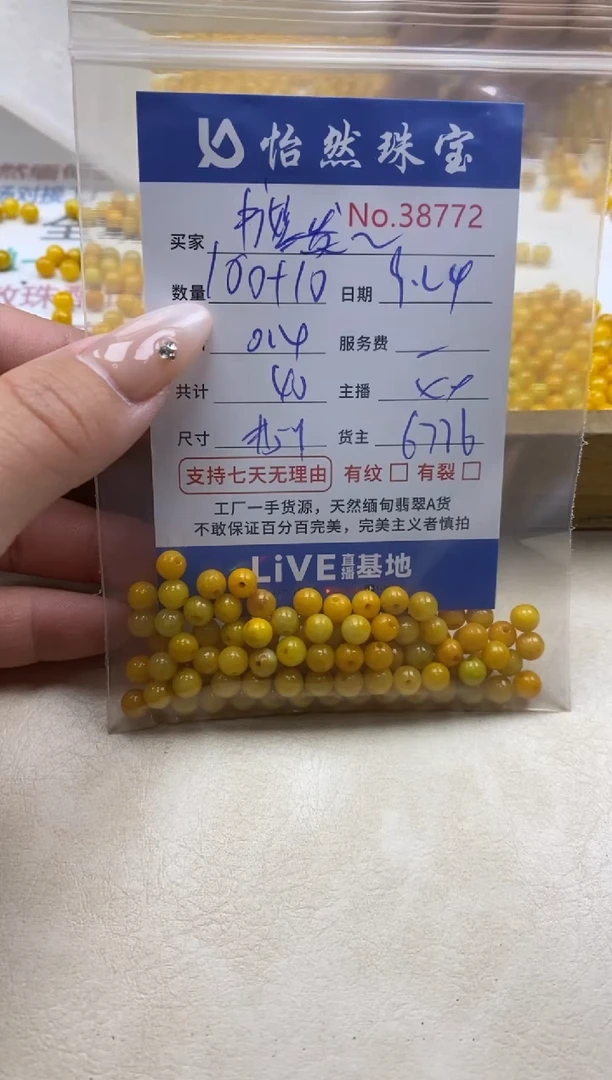 怡然珠宝
No.38772
买家
数量 100+10 日期
014 服务费 —
共计 40 主播
尺寸 货主 6776
支持七天无理由 有纹 □ 有裂 □
工厂一手货源，天然缅甸翡翠A货
不敢保证百分百完美，完美主义者慎拍
LiVE直播基地